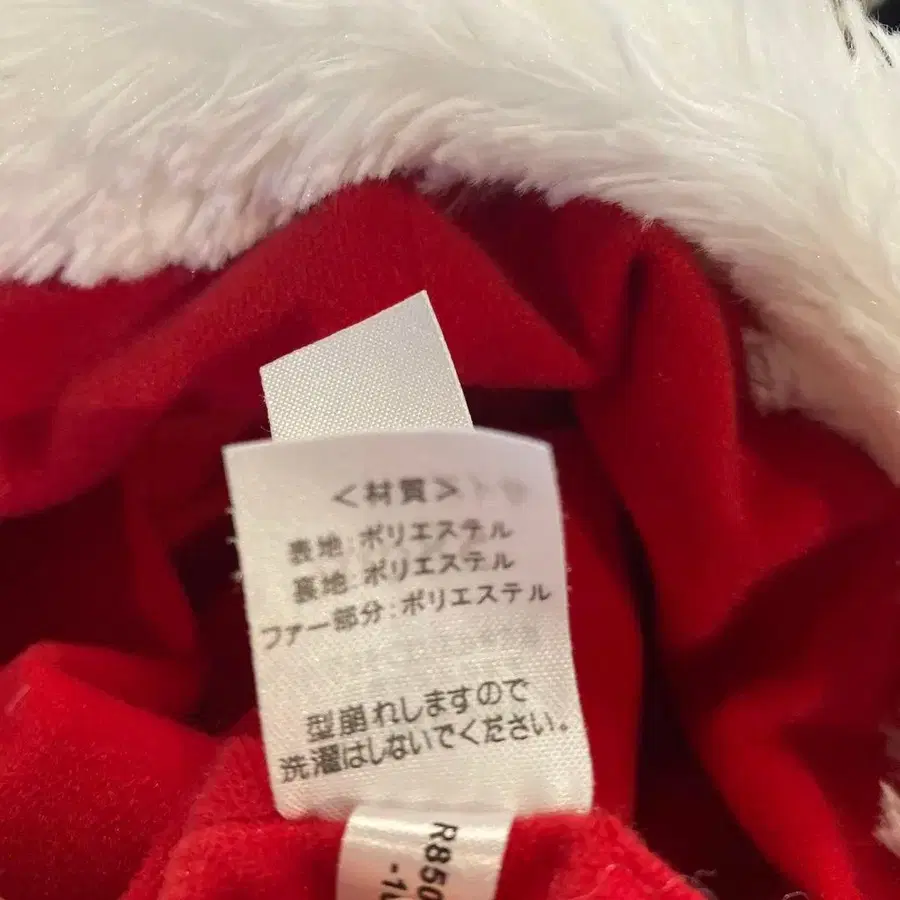 ＜材質＞
表地：ポリエステル
裏地：ポリエステル
ファー部分：ポリエステル
型崩れしますので
洗濯はしないでください。
R850